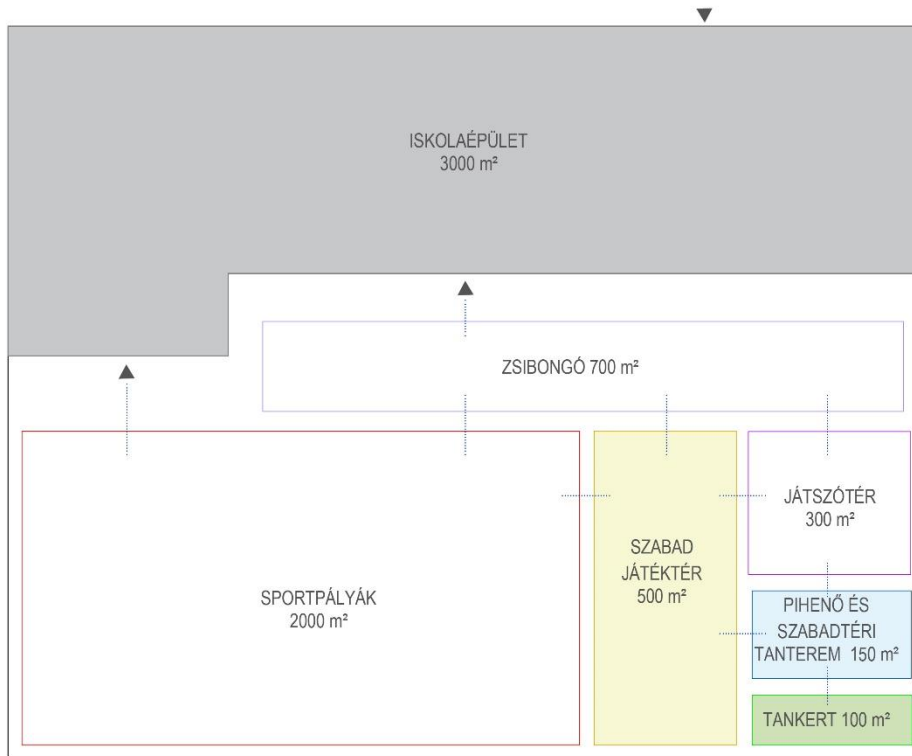 ISKOLAÉPÜLET
3000 m²
ZSIBONGÓ 700 m²
JÁTSZÓTÉR
300 m²
SZABAD
JÁTÉKTÉR
500 m²
SPORTPÁLYÁK
2000 m²
PIHENŐ ÉS
SZABADTÉRI
TANTEREM 150 m²
TANKERT 100 m²